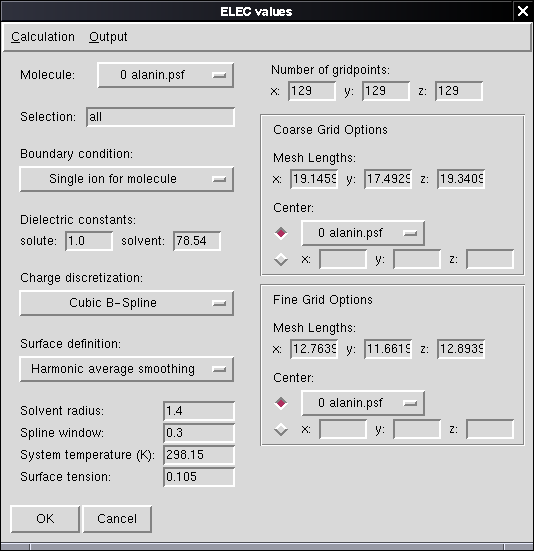 ELEC values
Calculation Output
Molecule: 0 alanin.psf
Selection: all
Boundary condition:
Single ion for molecule
Dielectric constants:
solute: 1.0 solvent: 78.54
Charge discretization:
Cubic B-Spline
Surface definition:
Harmonic average smoothing
Solvent radius: 1.4
Spline window: 0.3
System temperature (K): 298.15
Surface tension: 0.105
OK Cancel
Number of gridpoints:
x: 129 y: 129 z: 129
Coarse Grid Options
Mesh Lengths:
x: 19.1459 y: 17.4929 z: 19.3409
Center:
0 alanin.psf
x: y: z:
Fine Grid Options
Mesh Lengths:
x: 12.7639 y: 11.6619 z: 12.8939
Center:
0 alanin.psf
x: y: z: